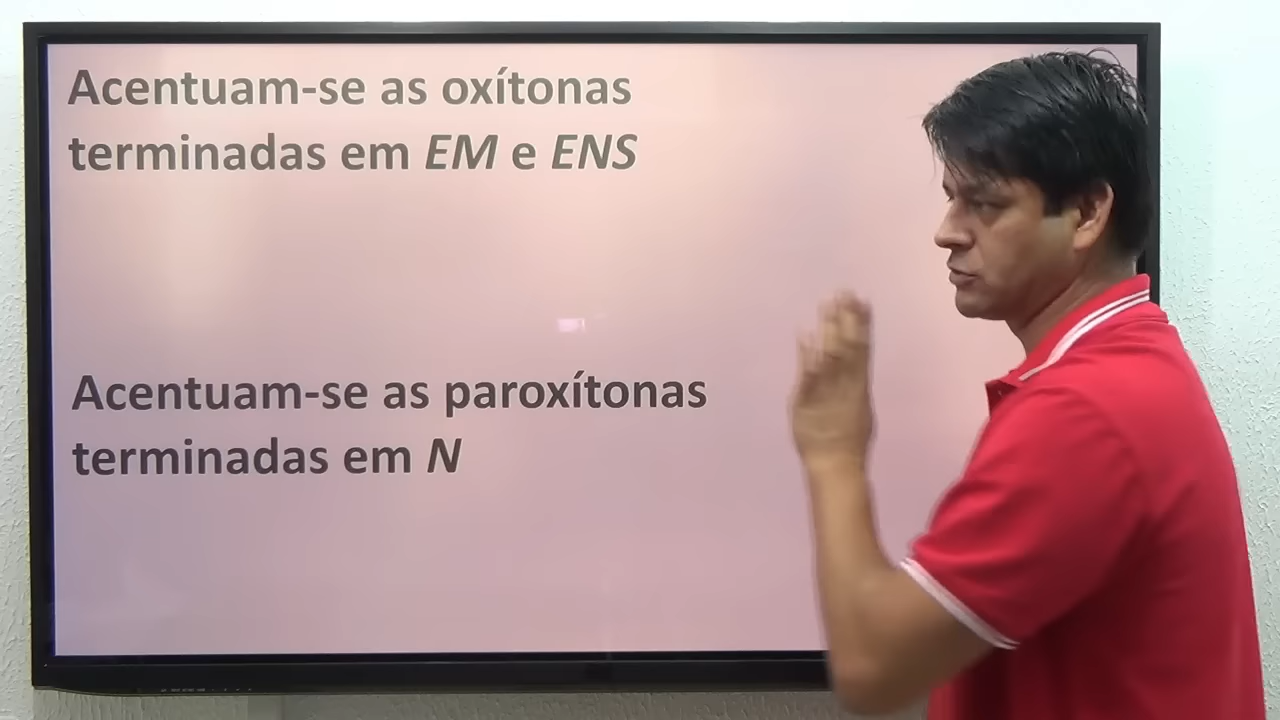 Acentuam-se as oxítonas
terminadas em EM e ENS
Acentuam-se as paroxítonas
terminadas em N